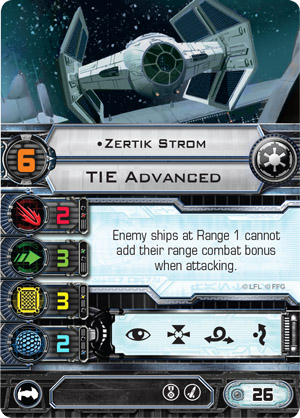 •Zertik Strom
6
TIE Advanced
2
3
3
2
Enemy ships at Range 1 cannot
add their range combat bonus
when attacking.
©LFL ©FFG
26